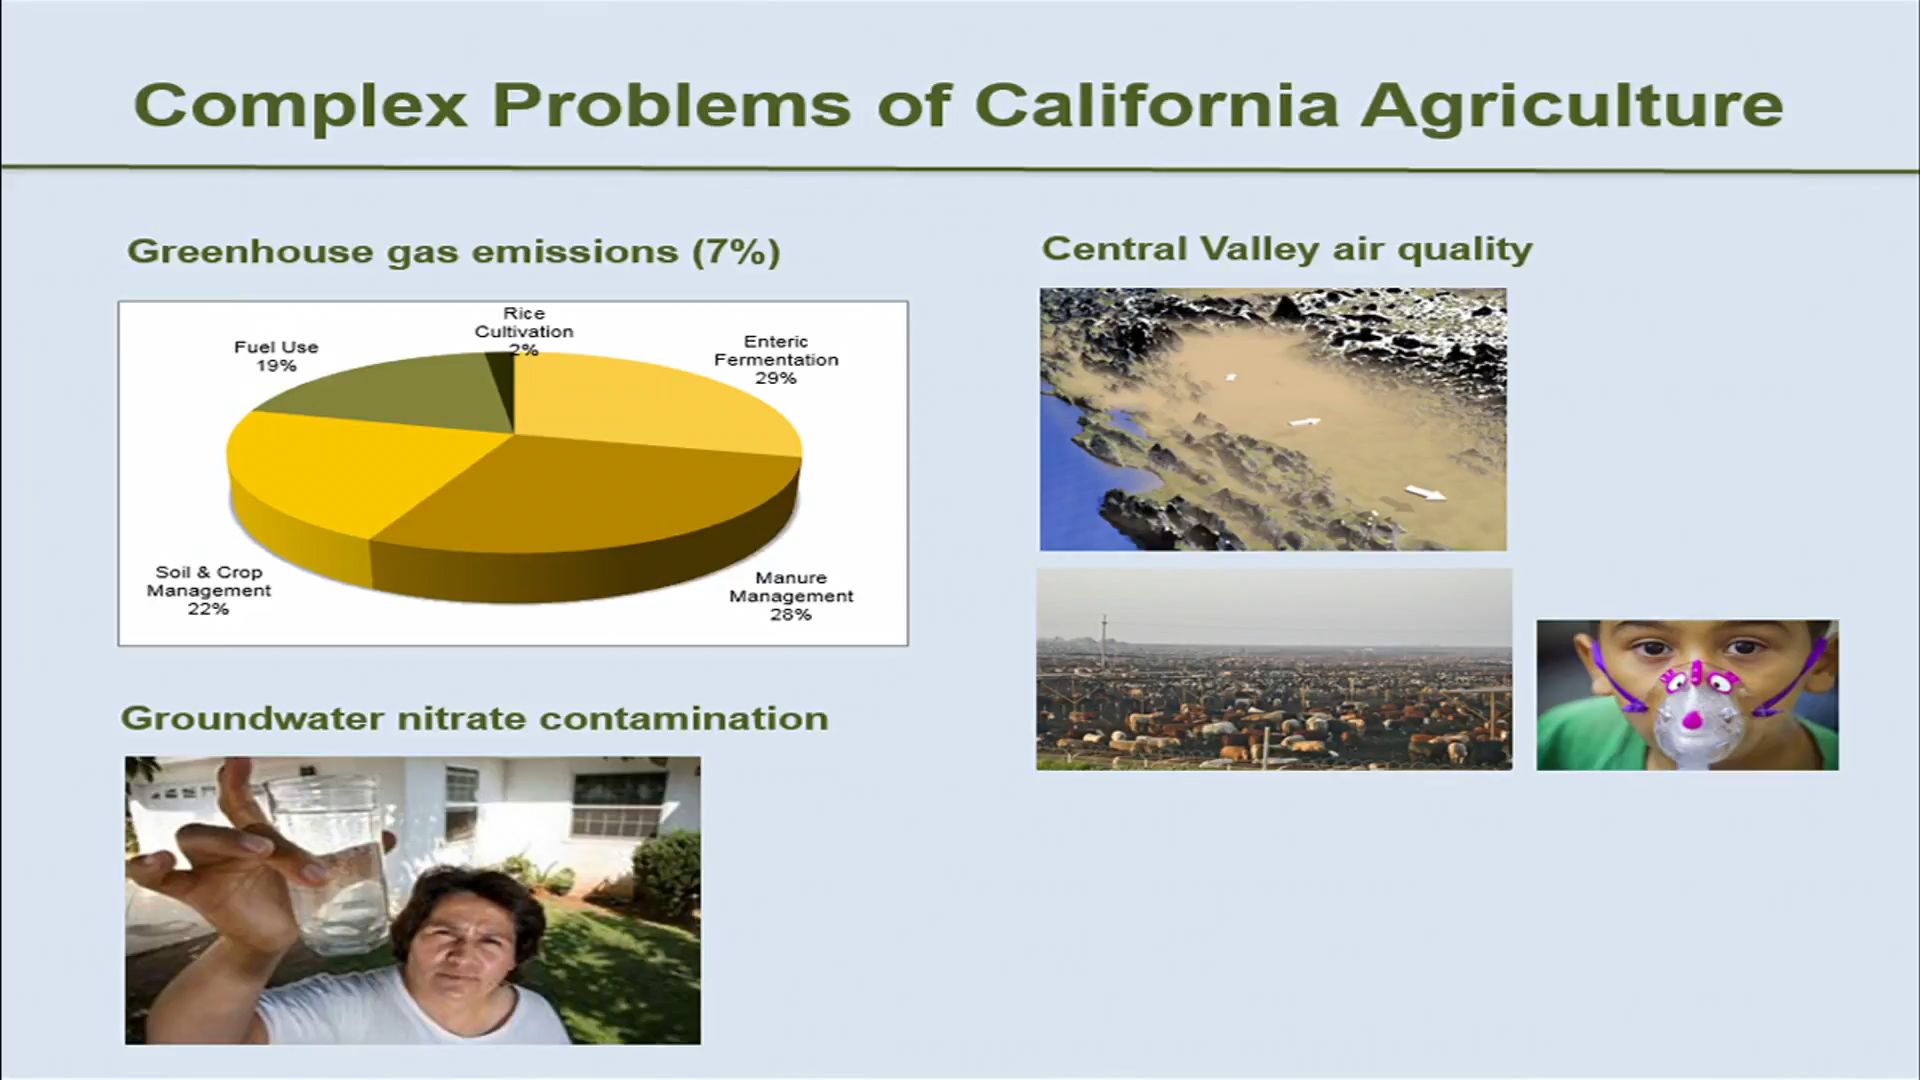 Complex Problems of California Agriculture
Greenhouse gas emissions (7%)
Rice
Cultivation
2%
Enteric
Fermentation
29%
Fuel Use
19%
Soil & Crop
Management
22%
Manure
Management
28%
Groundwater nitrate contamination
Central Valley air quality